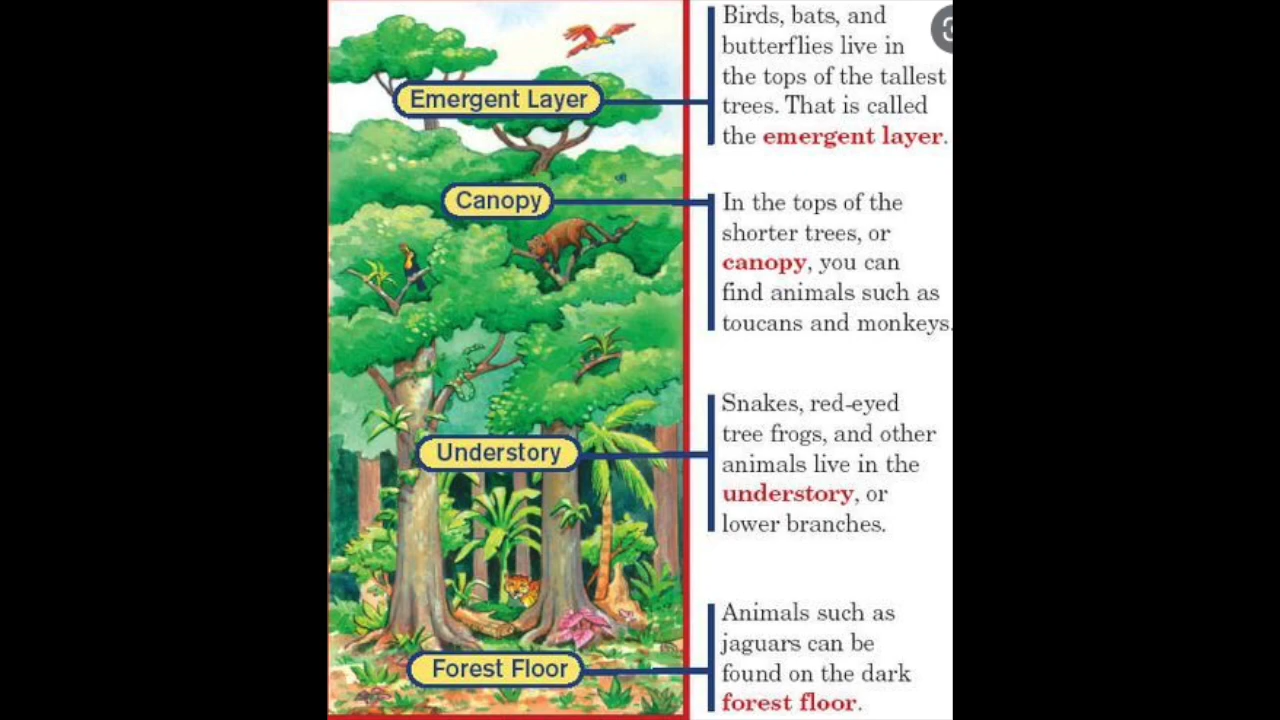 Emergent Layer
Birds, bats, and
butterflies live in
the tops of the tallest
trees. That is called
the emergent layer.
Canopy
In the tops of the
shorter trees, or
canopy, you can
find animals such as
toucans and monkeys.
Understory
Snakes, red-eyed
tree frogs, and other
animals live in the
understory, or
lower branches.
Forest Floor
Animals such as
jaguars can be
found on the dark
forest floor.